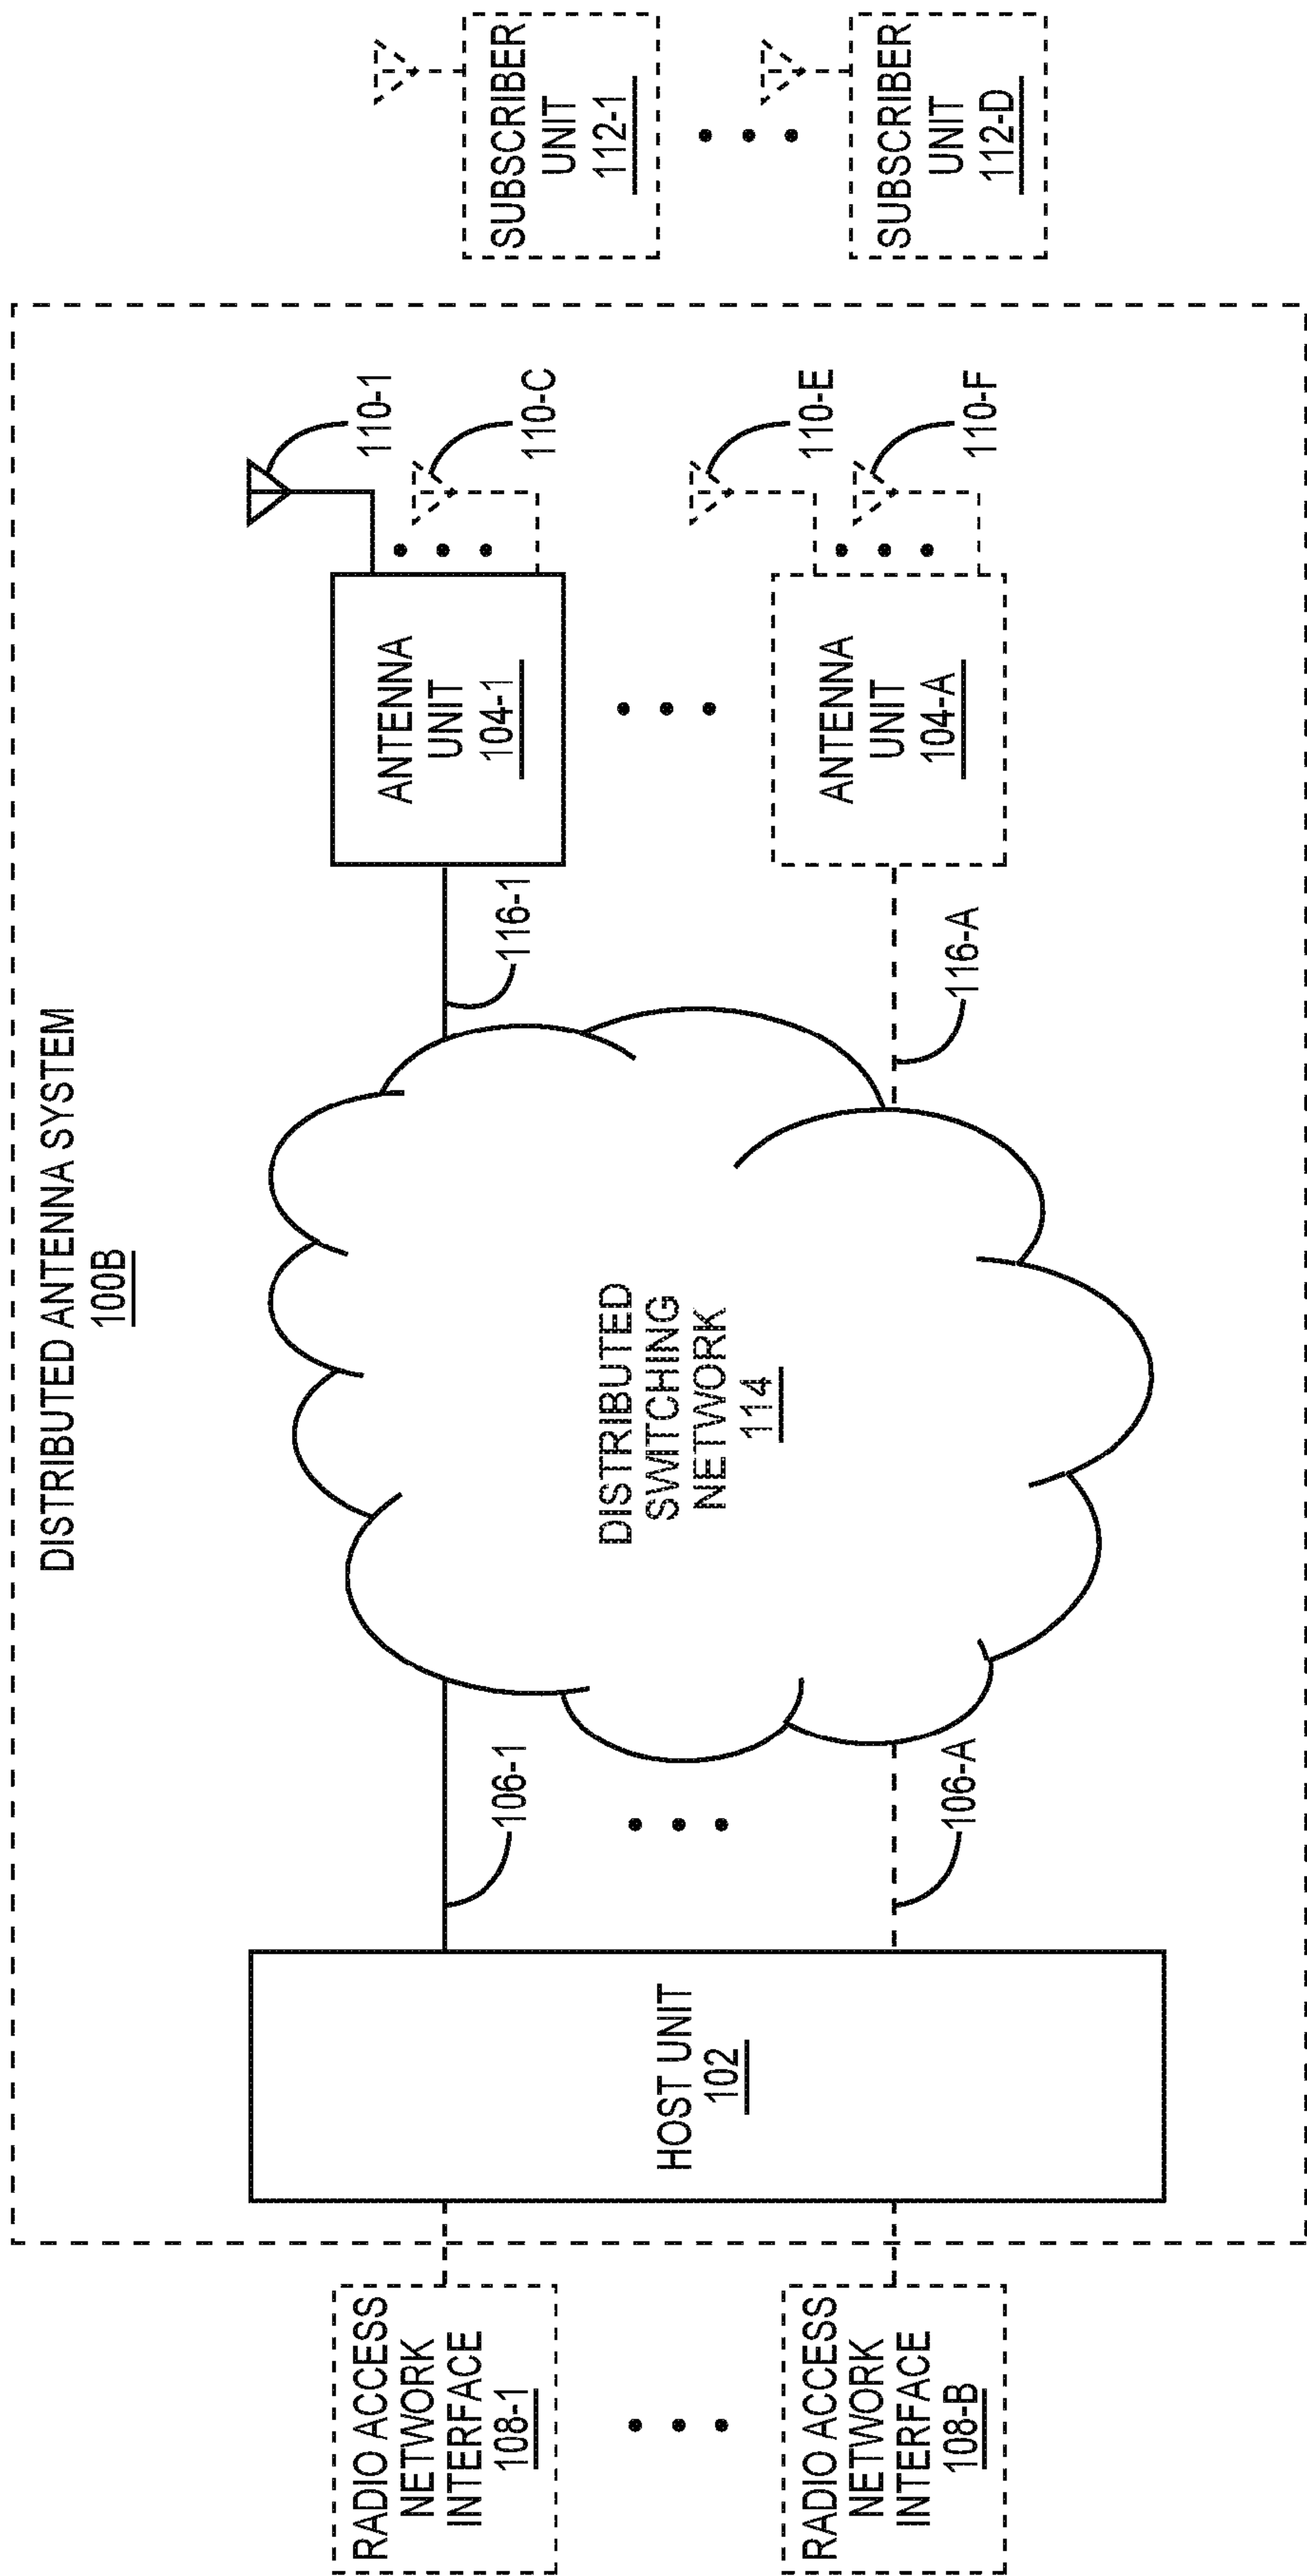 DISTRIBUTED ANTENNA SYSTEM
100B
RADIO ACCESS
NETWORK
INTERFACE
108-1
RADIO ACCESS
NETWORK
INTERFACE
108-B
HOST UNIT
102
106-1
106-A
DISTRIBUTED
SWITCHING
NETWORK
114
116-1
116-A
ANTENNA
UNIT
104-1
ANTENNA
UNIT
104-A
110-1
110-C
110-E
110-F
SUBSCRIBER
UNIT
112-1
SUBSCRIBER
UNIT
112-D